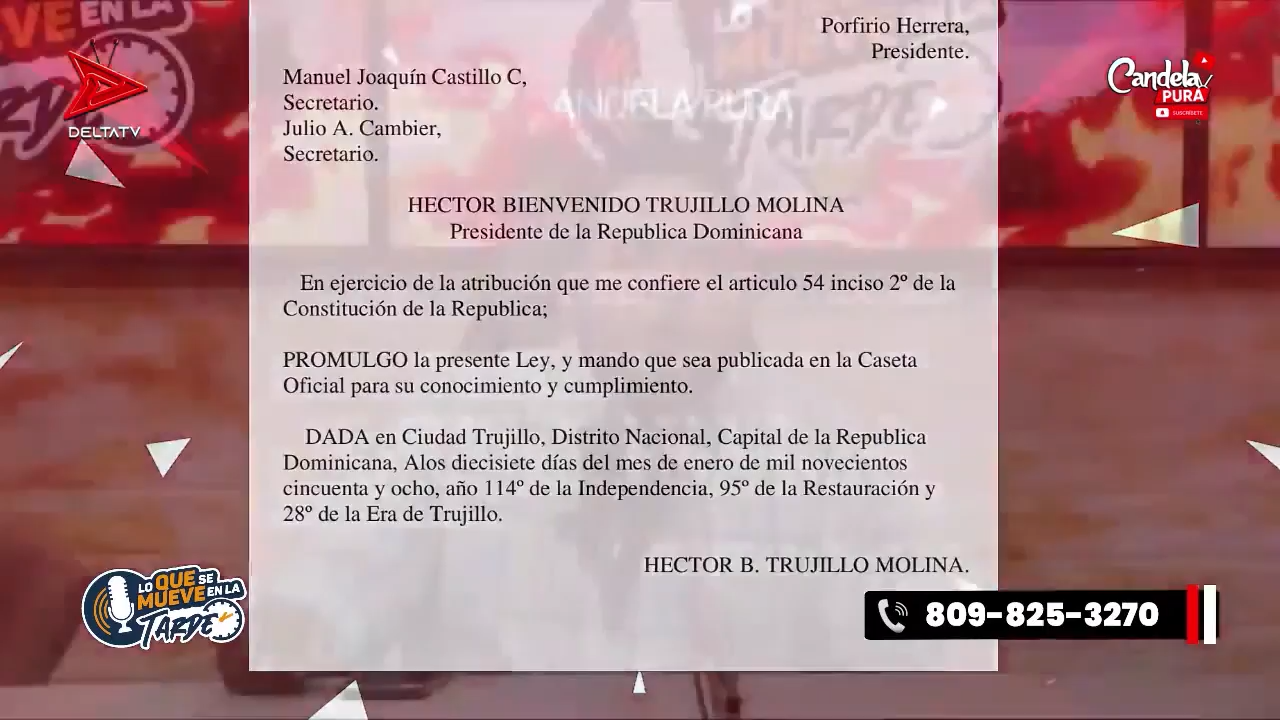 Porfirio Herrera,
Presidente.
Manuel Joaquín Castillo C,
Secretario.
Julio A. Cambier,
Secretario.
HECTOR BIENVENIDO TRUJILLO MOLINA
Presidente de la Republica Dominicana
En ejercicio de la atribución que me confiere el articulo 54 inciso 2º de la
Constitución de la Republica;
PROMULGO la presente Ley, y mando que sea publicada en la Caseta
Oficial para su conocimiento y cumplimiento.
DADA en Ciudad Trujillo, Distrito Nacional, Capital de la Republica
Dominicana, Alos diecisiete días del mes de enero de mil novecientos
cincuenta y ocho, año 114º de la Independencia, 95º de la Restauración y
28º de la Era de Trujillo.
HECTOR B. TRUJILLO MOLINA.
DELTATV
Candela
PURA
SUSCRÍBETE
LO QUE SE
MUEVE EN LA
TARDE
809-825-3270